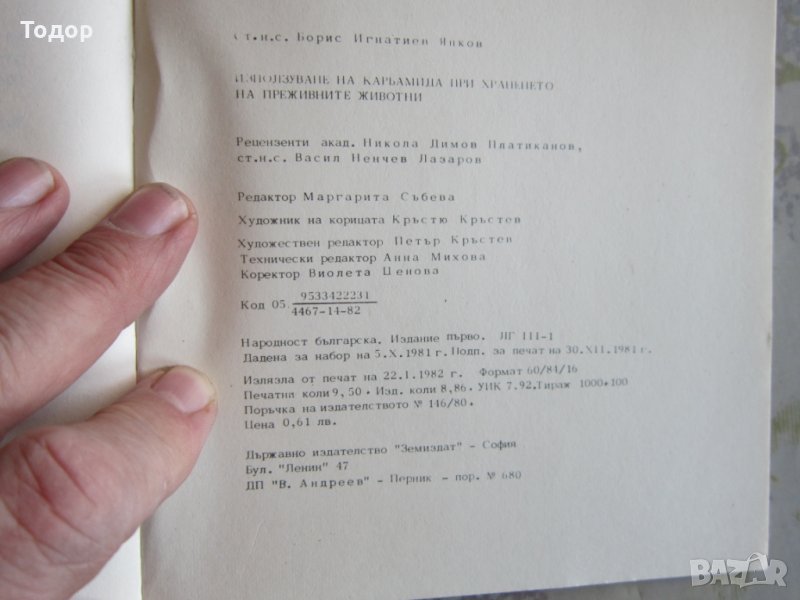 Тодор
ст.н.с. Борис Игнатиев Янков
ИЗПОЛЗУВАНЕ НА КАРБАМИДА ПРИ ХРАНЕНЕТО
НА ПРЕЖИВНИТЕ ЖИВОТНИ
Рецензенти акад. Никола Димов Платиканов,
ст.н.с. Васил Ненчев Лазаров
Редактор Маргарита Събева
Художник на корицата Кръстю Кръстев
Художествен редактор Петър Кръстев
Технически редактор Анна Михова
Коректор Виолета Ценова
Код 05 9533422231
4467-14-82
Народност българска. Издание първо. ЛГ III-1
Дадена за набор на 5.X.1981 г. Подп. за печат на 30.XII.1981 г.
Излязла от печат на 22.I.1982 г. Формат 60/84/16
Печатни коли 9,50. Изд. коли 8,86. УИК 7.92. Тираж 1000+100
Поръчка на издателството № 146/80.
Цена 0,61 лв.
Държавно издателство "Земиздат" - София
Бул. "Ленин" 47
ДП "В. Андреев" - Перник - пор. № 680
BAZAR